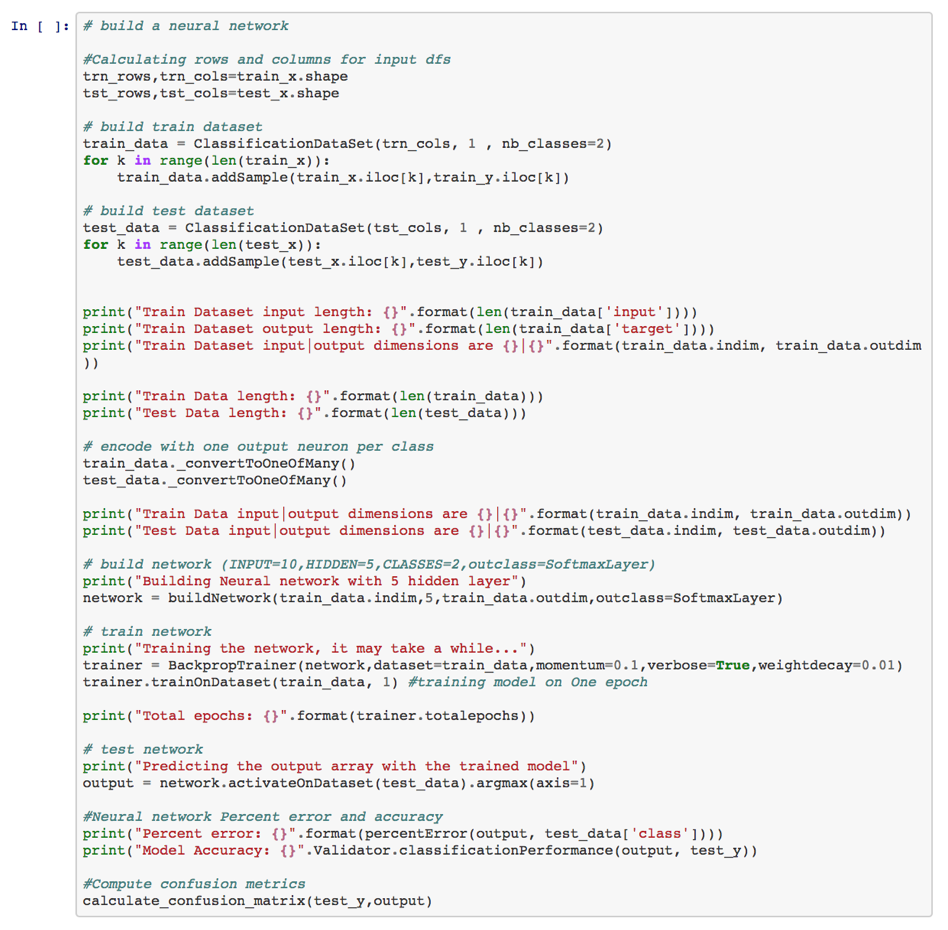 In [ ]: # build a neural network
#Calculating rows and columns for input dfs
trn_rows,trn_cols=train_x.shape
tst_rows,tst_cols=test_x.shape
# build train dataset
train_data = ClassificationDataSet(trn_cols, 1 , nb_classes=2)
for k in range(len(train_x)):
    train_data.addSample(train_x.iloc[k],train_y.iloc[k])
# build test dataset
test_data = ClassificationDataSet(tst_cols, 1 , nb_classes=2)
for k in range(len(test_x)):
    test_data.addSample(test_x.iloc[k],test_y.iloc[k])
print("Train Dataset input length: {}".format(len(train_data['input'])))
print("Train Dataset output length: {}".format(len(train_data['target'])))
print("Train Dataset input|output dimensions are {}|{}".format(train_data.indim, train_data.outdim
))
print("Train Data length: {}".format(len(train_data)))
print("Test Data length: {}".format(len(test_data)))
# encode with one output neuron per class
train_data._convertToOneOfMany()
test_data._convertToOneOfMany()
print("Train Data input|output dimensions are {}|{}".format(train_data.indim, train_data.outdim))
print("Test Data input|output dimensions are {}|{}".format(test_data.indim, test_data.outdim))
# build network (INPUT=10,HIDDEN=5,CLASSES=2,outclass=SoftmaxLayer)
print("Building Neural network with 5 hidden layer")
network = buildNetwork(train_data.indim,5,train_data.outdim,outclass=SoftmaxLayer)
# train network
print("Training the network, it may take a while...")
trainer = BackpropTrainer(network,dataset=train_data,momentum=0.1,verbose=True,weightdecay=0.01)
trainer.trainOnDataset(train_data, 1) #training model on One epoch
print("Total epochs: {}".format(trainer.totalepochs))
# test network
print("Predicting the output array with the trained model")
output = network.activateOnDataset(test_data).argmax(axis=1)
#Neural network Percent error and accuracy
print("Percent error: {}".format(percentError(output, test_data['class'])))
print("Model Accuracy: {}".Validator.classificationPerformance(output, test_y))
#Compute confusion metrics
calculate_confusion_matrix(test_y,output)